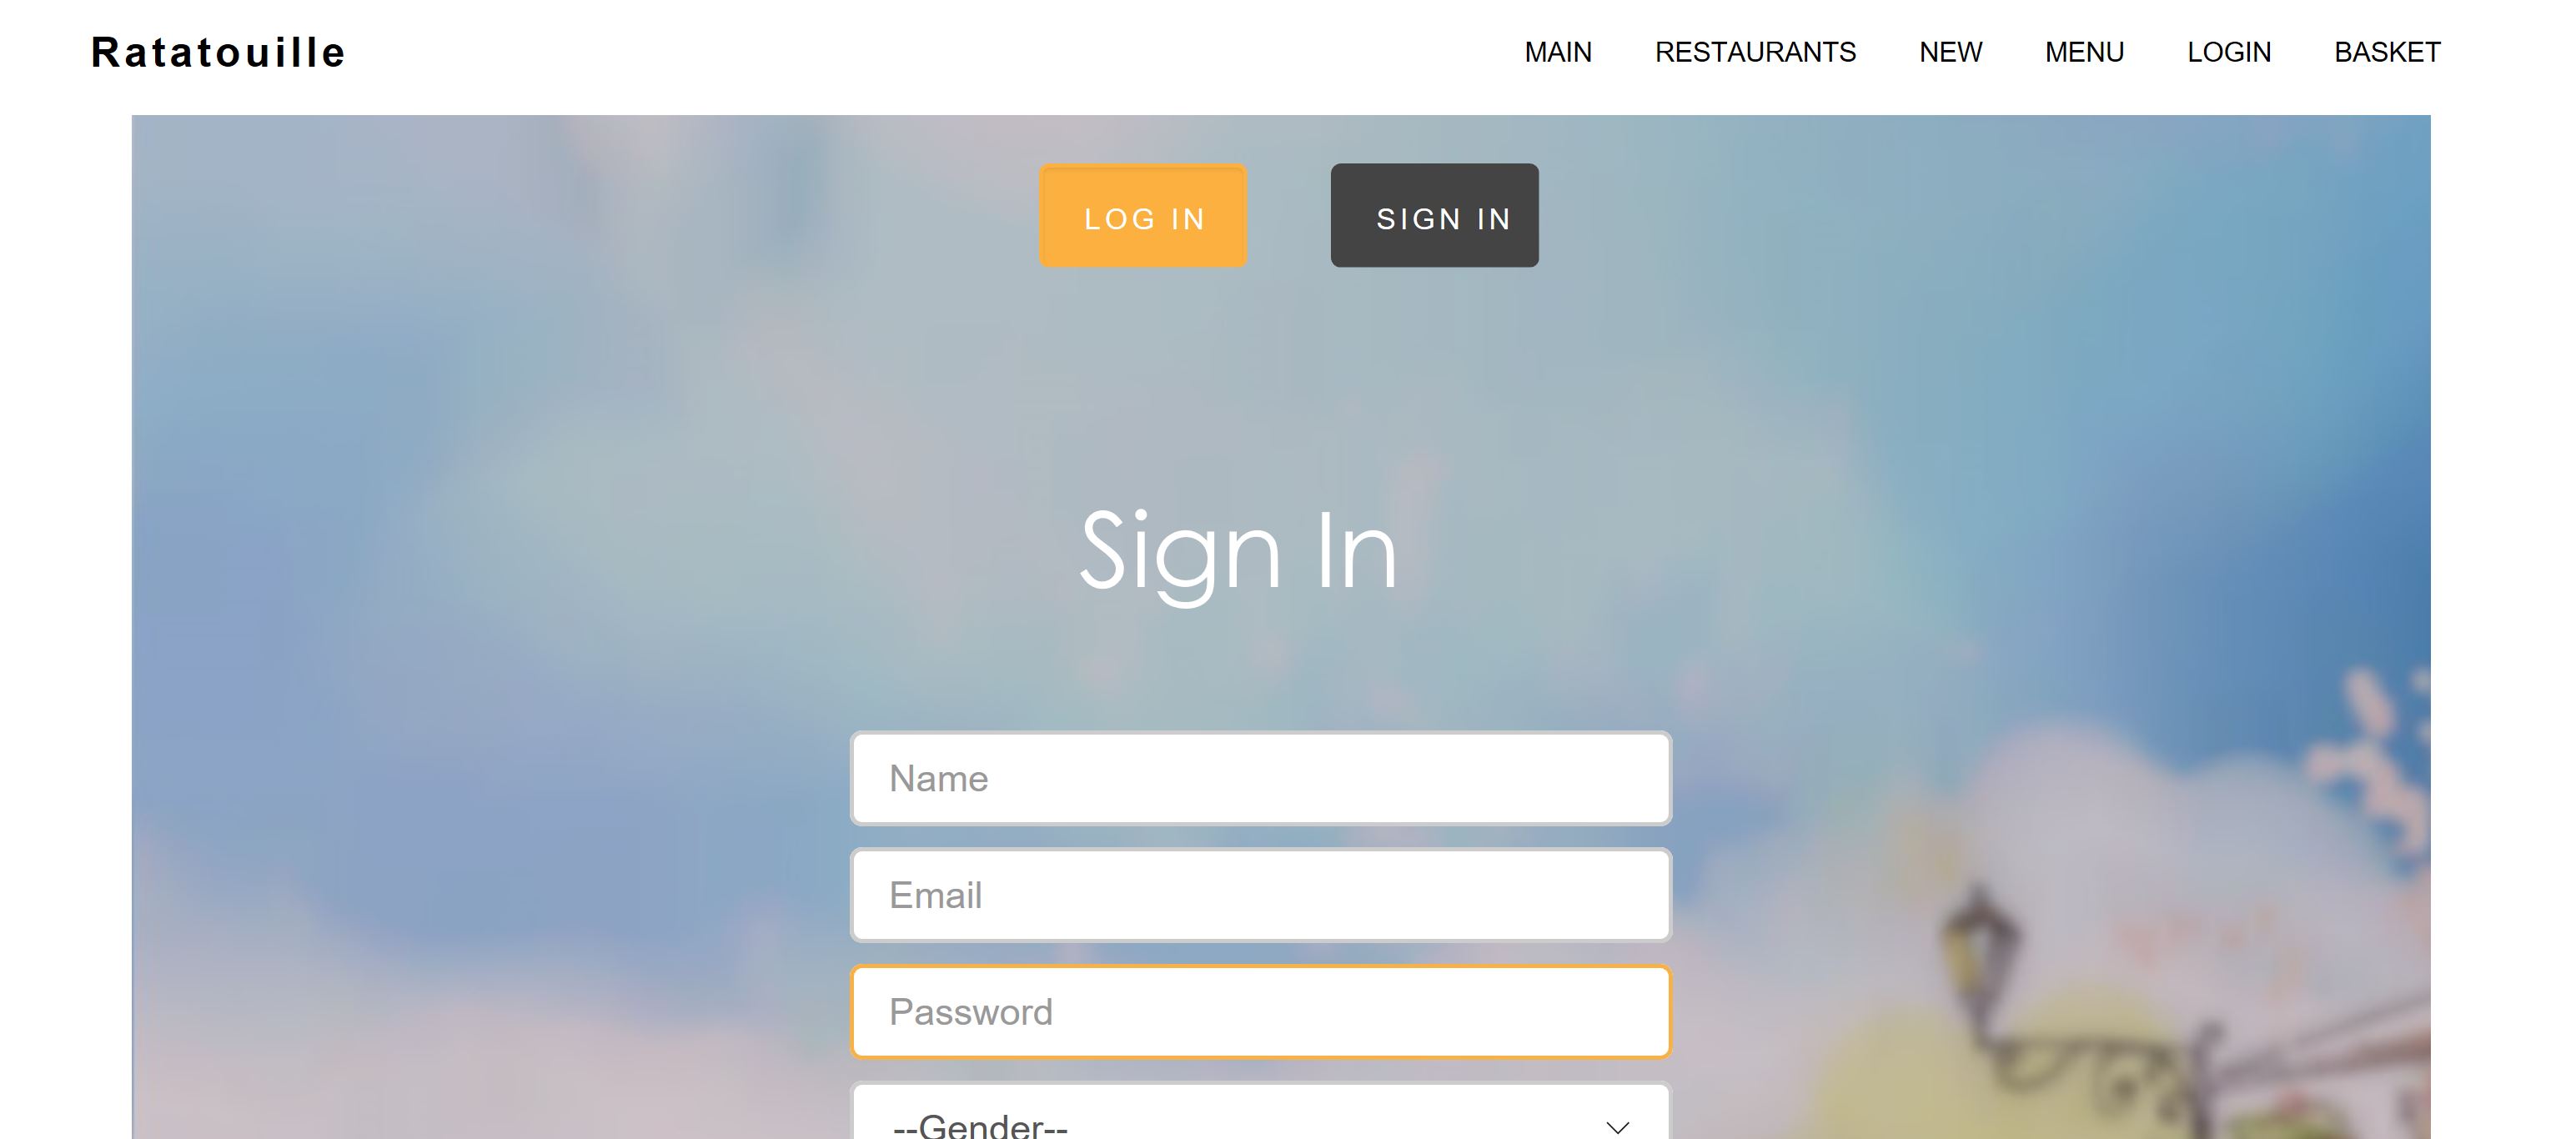 Ratatouille MAIN RESTAURANTS NEW MENU LOGIN BASKET
LOG IN SIGN IN
Sign In
Name
Email
Password
--Gender--